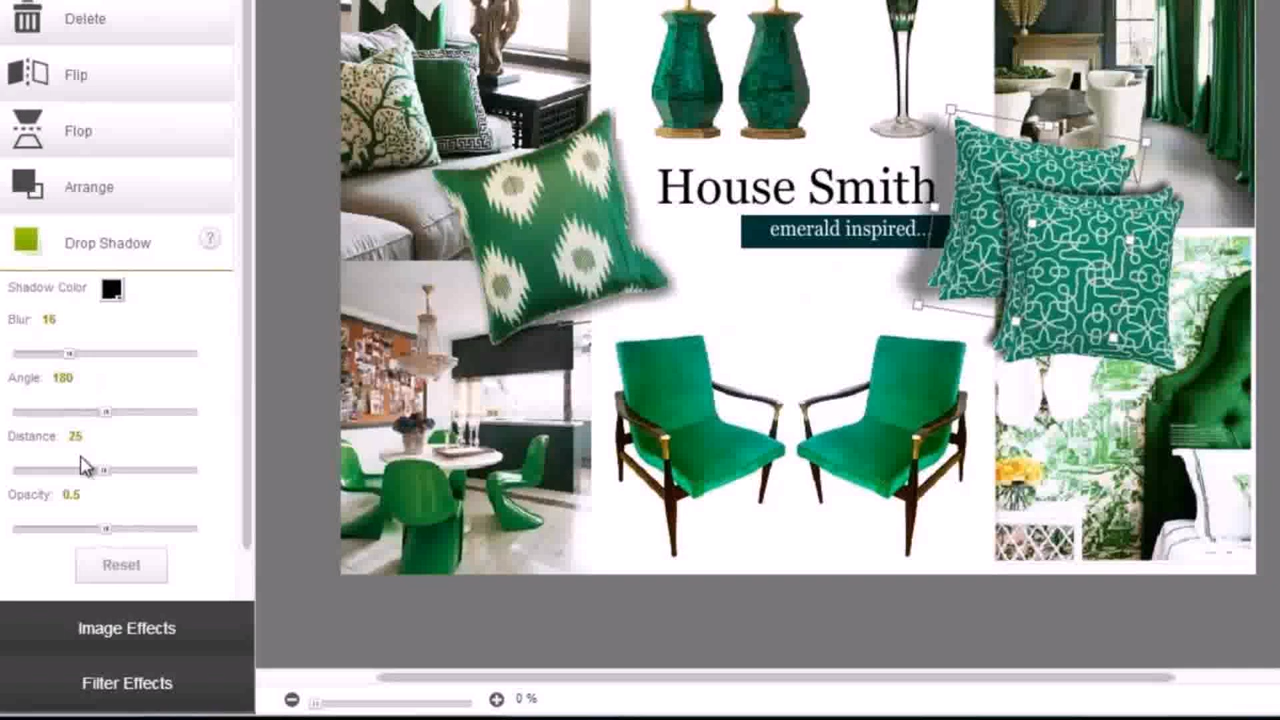 Delete
Flip
Flop
Arrange
Drop Shadow
?
Shadow Color
Blur: 16
Angle: 180
Distance: 25
Opacity: 0.5
Reset
Image Effects
Filter Effects
House Smith
emerald inspired...
0 %